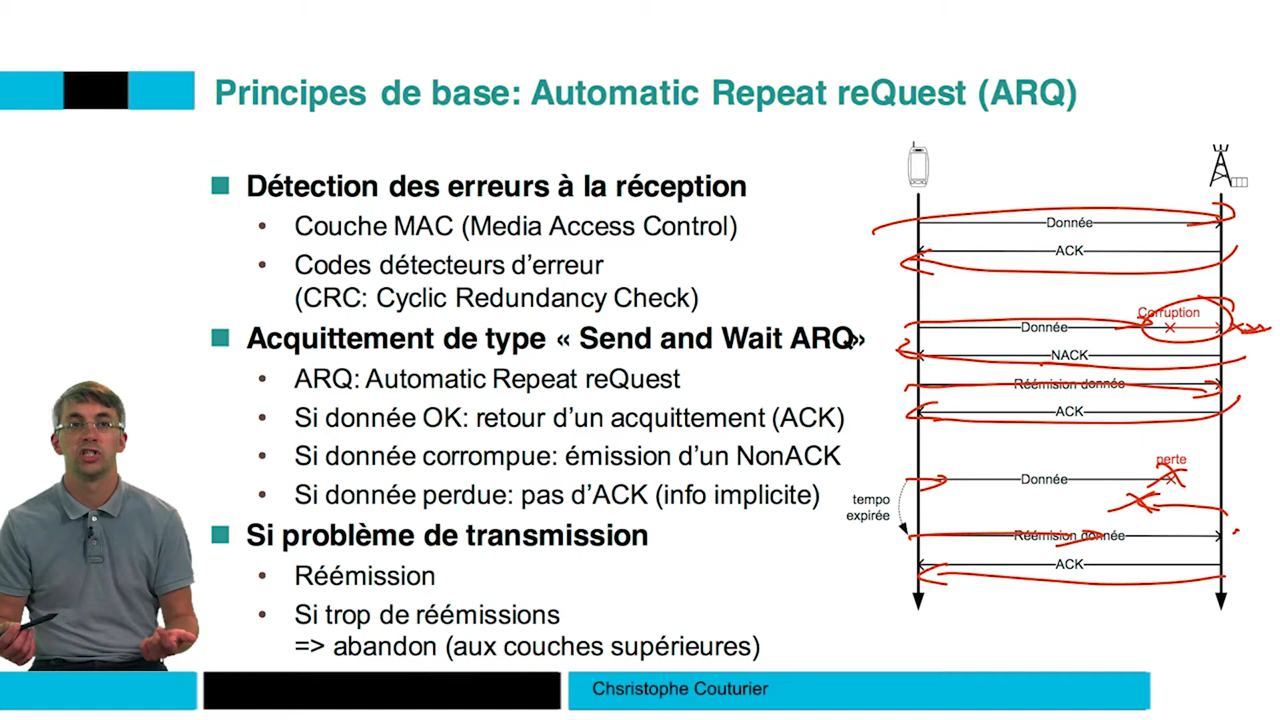 Principes de base: Automatic Repeat reQuest (ARQ)
Détection des erreurs à la réception
Couche MAC (Media Access Control)
Codes détecteurs d'erreur
(CRC: Cyclic Redundancy Check)
Acquittement de type « Send and Wait ARQ»
ARQ: Automatic Repeat reQuest
Si donnée OK: retour d'un acquittement (ACK)
Si donnée corrompue: émission d'un NonACK
Si donnée perdue: pas d'ACK (info implicite)
Si problème de transmission
Réémission
Si trop de réémissions
=> abandon (aux couches supérieures)
Donnée
ACK
Corruption
Donnée
NACK
Réémision donnée
ACK
perte
Donnée
tempo
expirée
Réémision donnée
ACK
Chsristophe Couturier